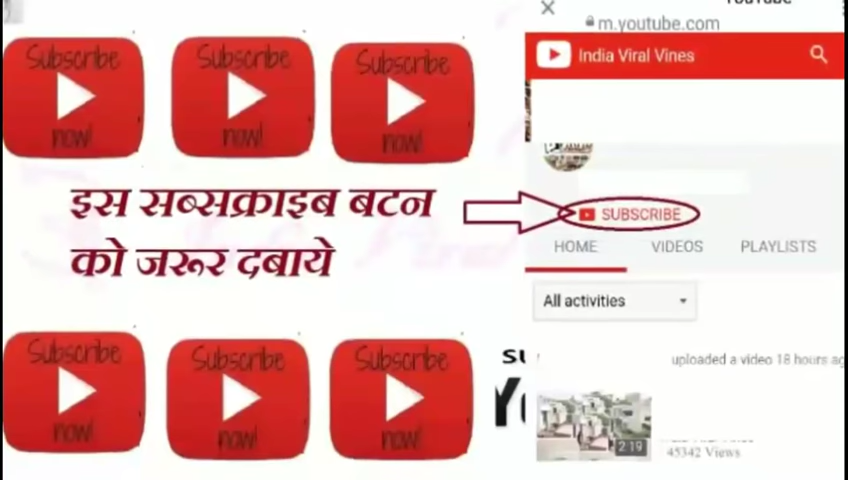 m.youtube.com
India Viral Vines
Subscribe
now!
Subscribe
now!
Subscribe
now!
इस सब्सक्राइब बटन
को जरूर दबाये
SUBSCRIBE
HOME VIDEOS PLAYLISTS
All activities
uploaded a video 18 hours
2:19
45342 Views
Subscribe
now!
Subscribe
now!
Subscribe
now!